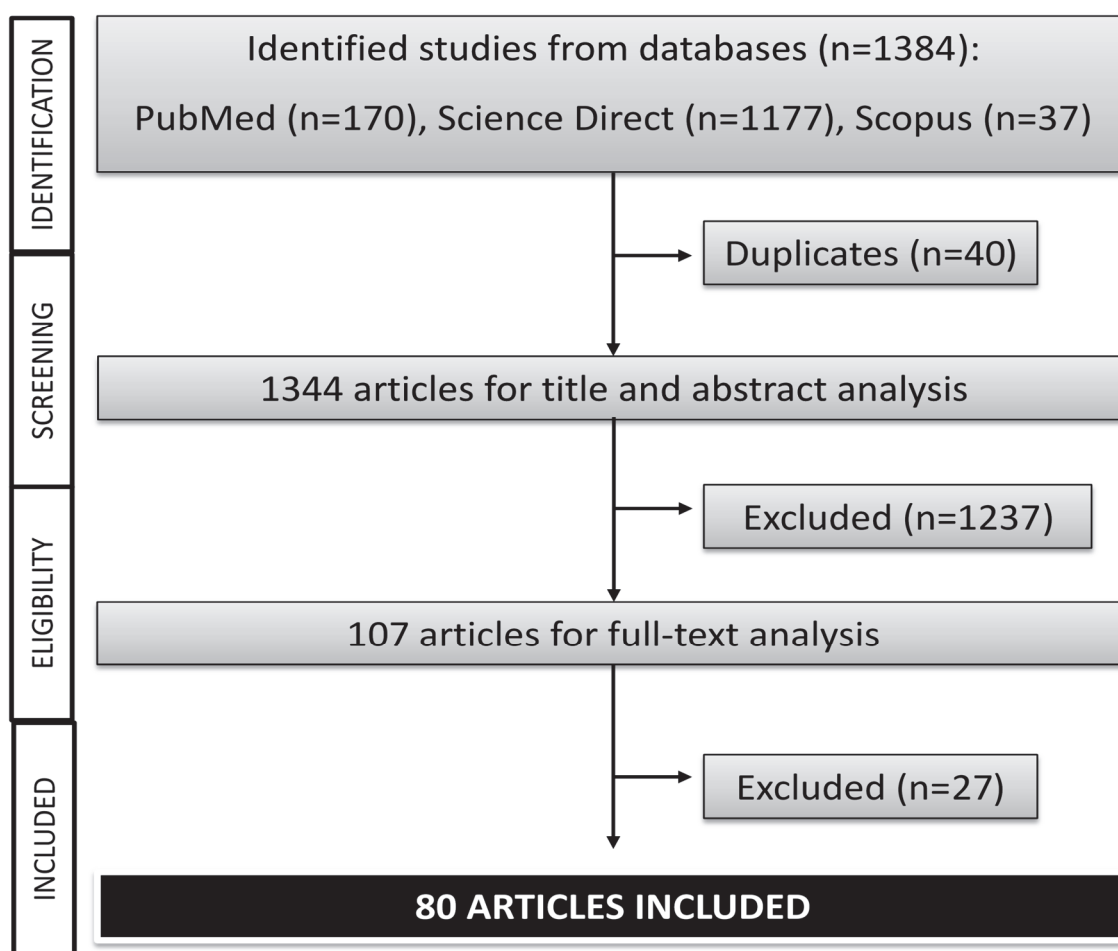 IDENTIFICATION
Identified studies from databases (n=1384):
PubMed (n=170), Science Direct (n=1177), Scopus (n=37)
Duplicates (n=40)
SCREENING
1344 articles for title and abstract analysis
Excluded (n=1237)
ELIGIBILITY
107 articles for full-text analysis
Excluded (n=27)
INCLUDED
80 ARTICLES INCLUDED